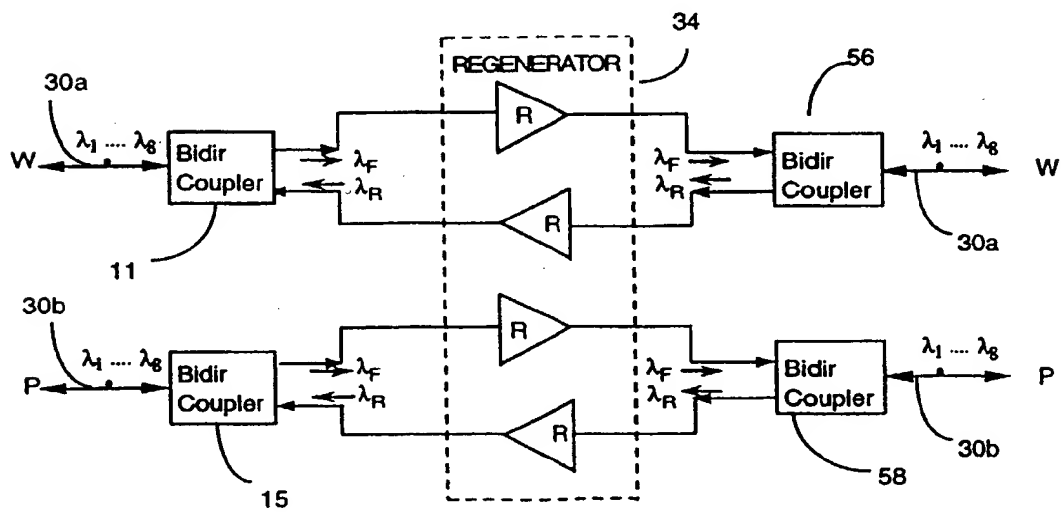 34
REGENERATOR
56
30a
λ1 .... λ8
W
Bidir
Coupler
λF
λR
R
R
λF
λR
Bidir
Coupler
λ1 .... λ8
W
11
30a
30b
λ1 .... λ8
P
Bidir
Coupler
λF
λR
R
R
λF
λR
Bidir
Coupler
λ1 .... λ8
P
15
58
30b